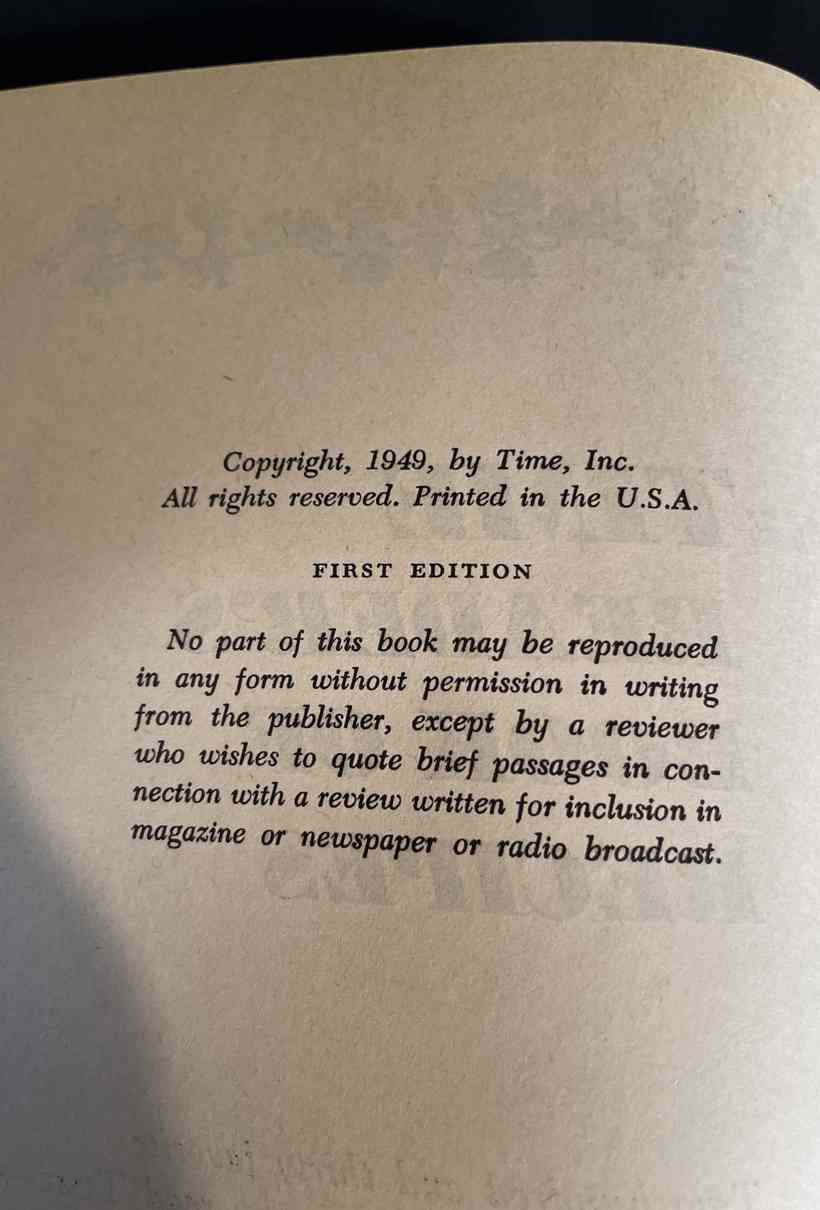 Copyright, 1949, by Time, Inc.
All rights reserved. Printed in the U.S.A.
FIRST EDITION
No part of this book may be reproduced
in any form without permission in writing
from the publisher, except by a reviewer
who wishes to quote brief passages in con-
nection with a review written for inclusion in
magazine or newspaper or radio broadcast.